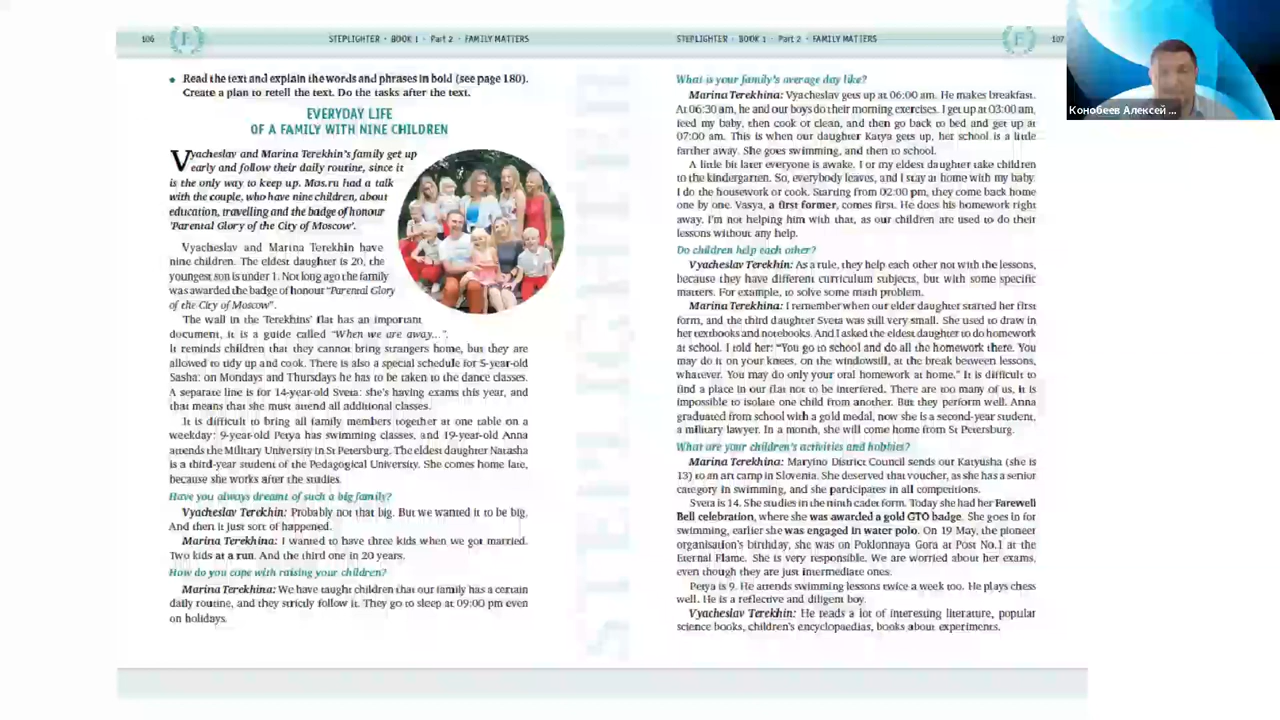 106
F
STEPLIGHTER · BOOK 1 · Part 2 · FAMILY MATTERS
• Read the text and explain the words and phrases in bold (see page 180).
Create a plan to retell the text. Do the tasks after the text.
EVERYDAY LIFE
OF A FAMILY WITH NINE CHILDREN
Vyacheslav and Marina Terekhin's family get up
early and follow their daily routine, since it
is the only way to keep up. Mos.ru had a talk
with the couple, who have nine children, about
education, travelling and the badge of honour
'Parental Glory of the City of Moscow'.
Vyacheslav and Marina Terekhin have
nine children. The eldest daughter is 20, the
youngest son is under 1. Not long ago the family
was awarded the badge of honour "Parental Glory
of the City of Moscow".
The wall in the Terekhins' flat has an important
document, it is a guide called "When we are away...".
It reminds children that they cannot bring strangers home, but they are
allowed to tidy up and cook. There is also a special schedule for 5-year-old
Sasha: on Mondays and Thursdays he has to be taken to the dance classes.
A separate line is for 14-year-old Sveta: she's having exams this year, and
that means that she must attend all additional classes.
It is difficult to bring all family members together at one table on a
weekday: 9-year-old Petya has swimming classes, and 19-year-old Anna
attends the Military University in St Petersburg. The eldest daughter Natasha
is a third-year student of the Pedagogical University. She comes home late,
because she works after the studies.
Have you always dreamt of such a big family?
Vyacheslav Terekhin: Probably not that big. But we wanted it to be big,
And then it just sort of happened.
Marina Terekhina: I wanted to have three kids when we got married.
Two kids at a run. And the third one in 20 years.
How do you cope with raising your children?
Marina Terekhina: We have taught children that our family has a certain
daily routine, and they strictly follow it. They go to sleep at 09:00 pm even
on holidays.
STEPLIGHTER
STEPLIGHTER · BOOK 1 · Part 2 · FAMILY MATTERS
F
107
What is your family's average day like?
Marina Terekhina: Vyacheslav gets up at 06:00 am. He makes breakfast.
At 06:30 am, he and our boys do their morning exercises. I get up at 03:00 am,
feed my baby, then cook or clean, and then go back to bed and get up at
07:00 am. This is when our daughter Katya gets up, her school is a little
farther away. She goes swimming, and then to school.
A little bit later everyone is awake. I or my eldest daughter take children
to the kindergarten. So, everybody leaves, and I stay at home with my baby.
I do the housework or cook. Starting from 02:00 pm, they come back home
one by one. Vasya, a first former, comes first. He does his homework right
away. I'm not helping him with that, as our children are used to do their
lessons without any help.
Do children help each other?
Vyacheslav Terekhin: As a rule, they help each other not with the lessons,
because they have different curriculum subjects, but with some specific
matters. For example, to solve some math problem.
Marina Terekhina: I remember when our elder daughter started her first
form, and the third daughter Sveta was still very small. She used to draw in
her textbooks and notebooks. And I asked the eldest daughter to do homework
at school. I told her: "You go to school and do all the homework there. You
may do it on your knees, on the windowsill, at the break between lessons,
whatever. You may do only your oral homework at home." It is difficult to
find a place in our flat not to be interfered. There are too many of us, it is
impossible to isolate one child from another. But they perform well. Anna
graduated from school with a gold medal, now she is a second-year student,
a military lawyer. In a month, she will come home from St Petersburg.
What are your children's activities and hobbies?
Marina Terekhina: Maryino District Council sends our Katyusha (she is
13) to an art camp in Slovenia. She deserved that voucher, as she has a senior
category in swimming, and she participates in all competitions.
Sveta is 14. She studies in the ninth cadet form. Today she had her Farewell
Bell celebration, where she was awarded a gold GTO badge. She goes in for
swimming, earlier she was engaged in water polo. On 19 May, the pioneer
organisation's birthday, she was on Poklonnaya Gora at Post No.1 at the
Eternal Flame. She is very responsible. We are worried about her exams,
even though they are just intermediate ones.
Petya is 9. He attends swimming lessons twice a week too. He plays chess
well. He is a reflective and diligent boy.
Vyacheslav Terekhin: He reads a lot of interesting literature, popular
science books, children's encyclopaedias, books about experiments.
Конобеев Алексей ...